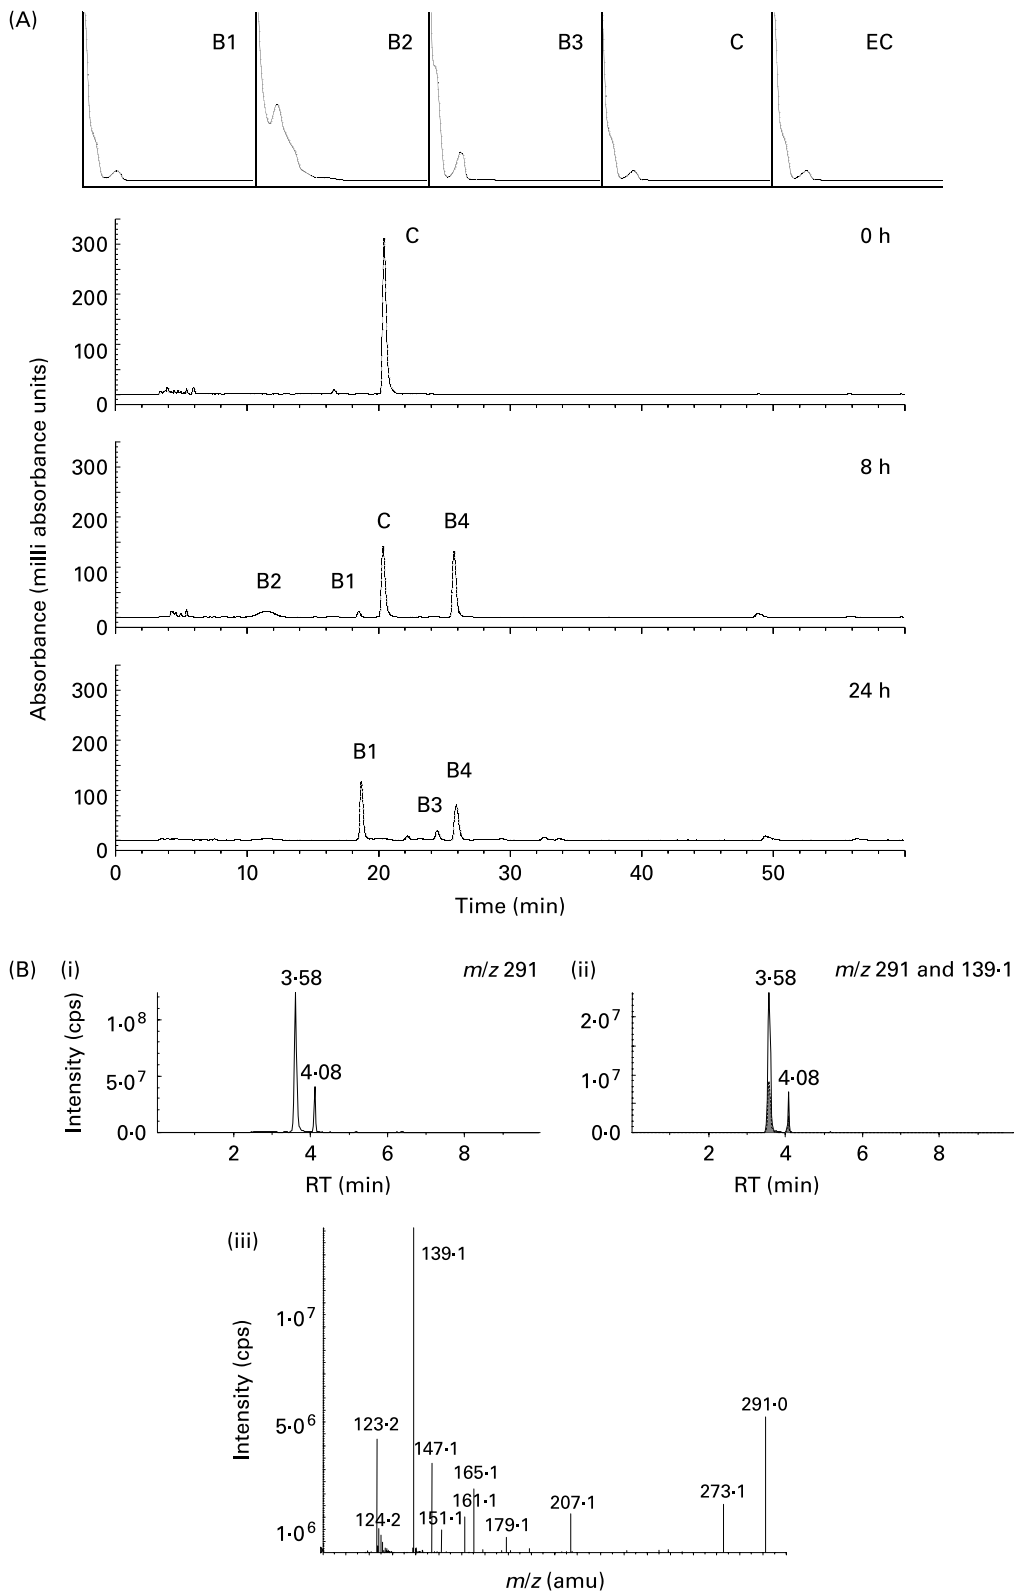 (A)
B1 B2 B3 C EC
C 0 h
300
200
100
0
8 h
300
200
100
0
B2 B1 C B4
24 h
300
200
100
0
B1 B3 B4
0 10 20 30 40 50
Time (min)
Absorbance (milli absorbance units)
(B) (i) m/z 291
3·58
4·08
1·0⁸
5·0⁷
0·0
2 4 6 8
RT (min)
Intensity (cps)
(ii) m/z 291 and 139·1
3·58
4·08
2·0⁷
1·0⁷
0·0
2 4 6 8
RT (min)
(iii)
139·1
1·0⁷
291·0
5·0⁶
123·2
147·1
165·1
273·1
161·1
207·1
151·1
124·2
179·1
1·0⁶
Intensity (cps)
m/z (amu)